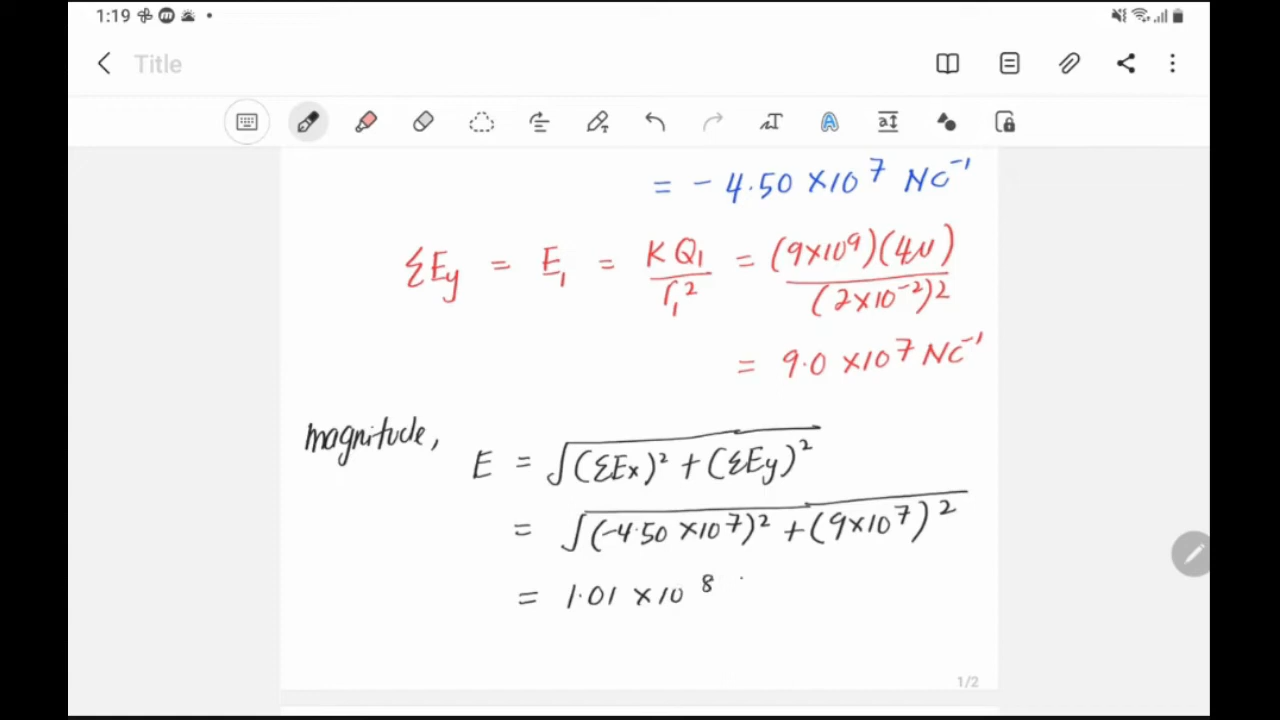 1:19
Title
= - 4.50 ×10⁷ NC⁻¹
ΣEy = E₁ = KQ₁/r₁² = (9×10⁹)(4μ)/(2×10⁻²)²
= 9.0 ×10⁷ NC⁻¹
magnitude,
E = √(ΣEx)² + (ΣEy)²
= √(-4.50 ×10⁷)² + (9×10⁷)²
= 1.01 ×10⁸
1/2